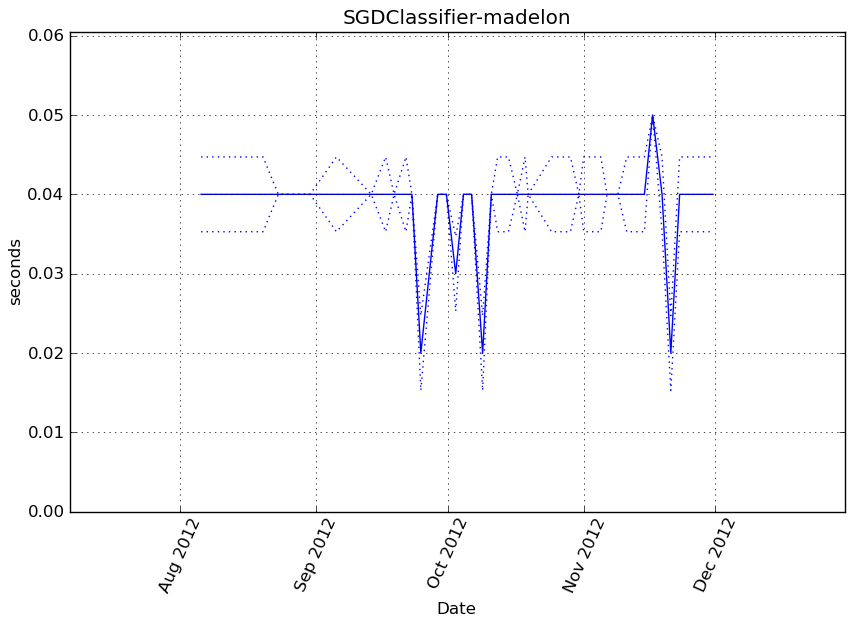 SGDClassifier-madelon
0.06
0.05
0.04
0.03
0.02
0.01
0.00
seconds
Aug 2012
Sep 2012
Oct 2012
Nov 2012
Dec 2012
Date